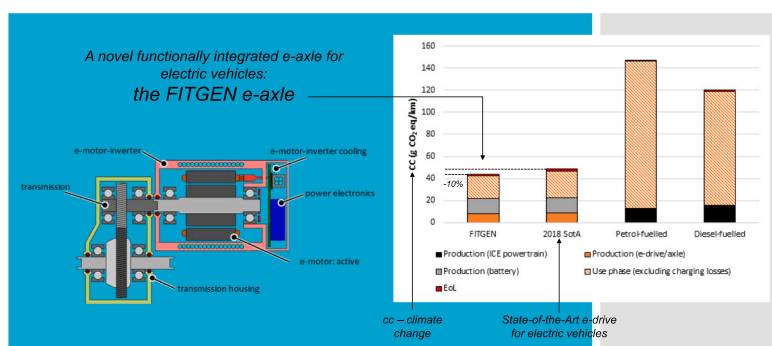 A novel functionally integrated e-axle for
electric vehicles:
the FITGEN e-axle
e-motor-inverter
e-motor-inverter cooling
transmission
power electronics
e-motor: active
transmission housing
CC (g CO2 eq/km)
160
140
120
100
80
60
40
20
0
-10%
FITGEN
2018 SotA
Petrol-fuelled
Diesel-fuelled
Production (ICE powertrain)
Production (e-drive/axle)
Production (battery)
Use phase (excluding charging losses)
EoL
cc – climate
change
State-of-the-Art e-drive
for electric vehicles